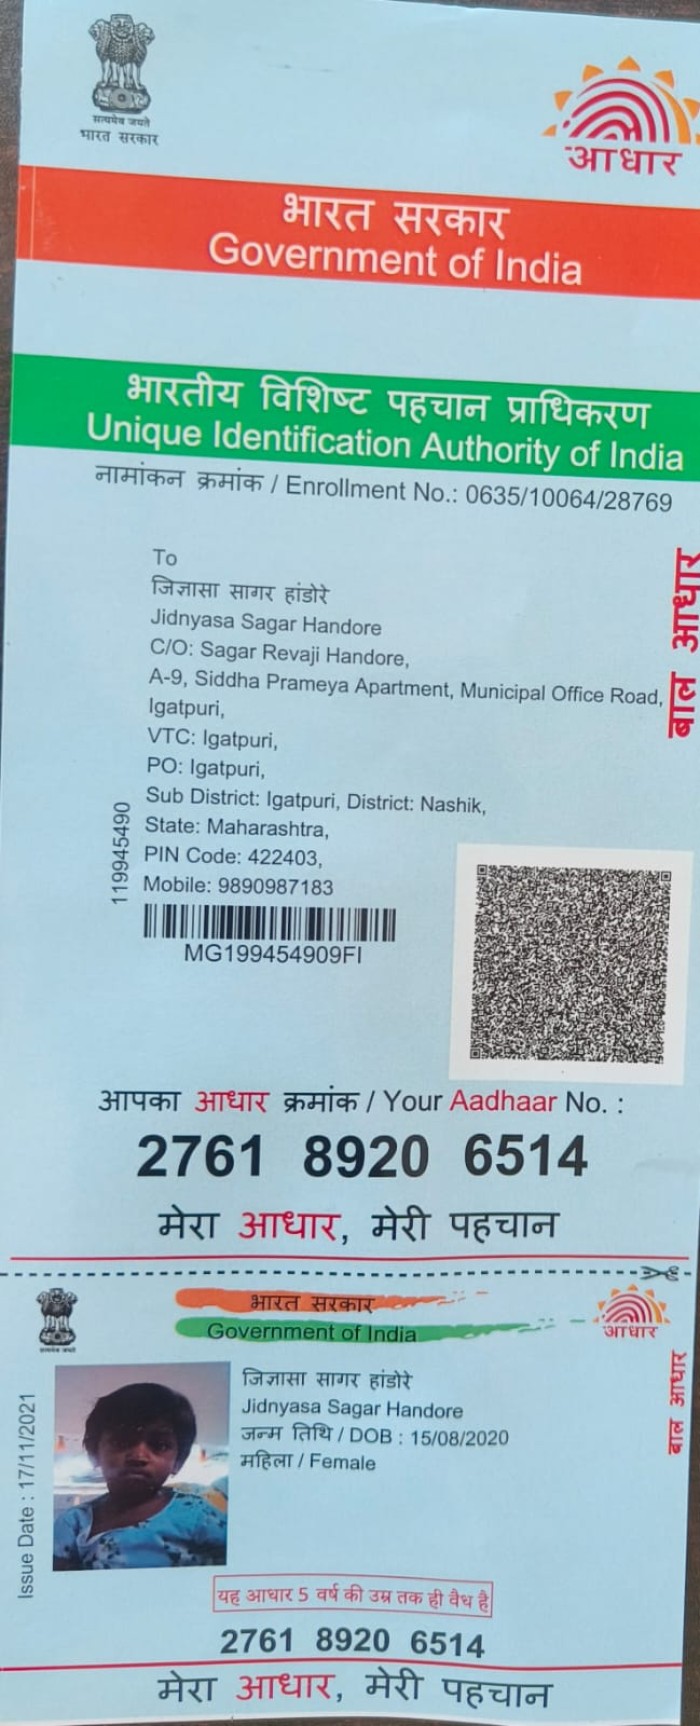 सत्यमेव जयते
भारत सरकार
आधार
भारत सरकार
Government of India
भारतीय विशिष्ट पहचान प्राधिकरण
Unique Identification Authority of India
नामांकन क्रमांक / Enrollment No.: 0635/10064/28769
बाल आधार
To
जिज्ञासा सागर हांडोरे
Jidnyasa Sagar Handore
C/O: Sagar Revaji Handore,
A-9, Siddha Prameya Apartment, Municipal Office Road,
Igatpuri,
VTC: Igatpuri,
PO: Igatpuri,
Sub District: Igatpuri, District: Nashik,
State: Maharashtra,
PIN Code: 422403,
Mobile: 9890987183
119945490
MG199454909FI
आपका आधार क्रमांक / Your Aadhaar No. :
2761 8920 6514
मेरा आधार, मेरी पहचान
भारत सरकार
Government of India
आधार
बाल आधार
Issue Date : 17/11/2021
जिज्ञासा सागर हांडोरे
Jidnyasa Sagar Handore
जन्म तिथि / DOB : 15/08/2020
महिला / Female
यह आधार 5 वर्ष की उम्र तक ही वैध है
2761 8920 6514
मेरा आधार, मेरी पहचान